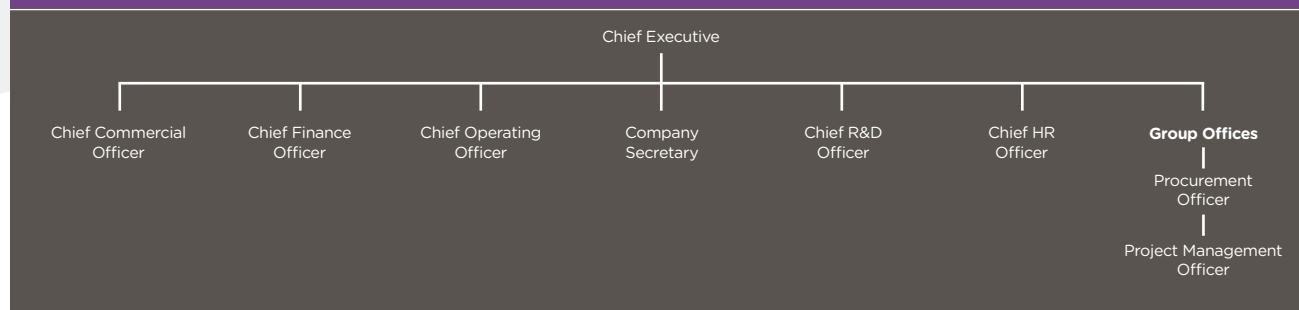 Chief Executive
Chief Commercial
Officer
Chief Finance
Officer
Chief Operating
Officer
Company
Secretary
Chief R&D
Officer
Chief HR
Officer
Group Offices
Procurement
Officer
Project Management
Officer